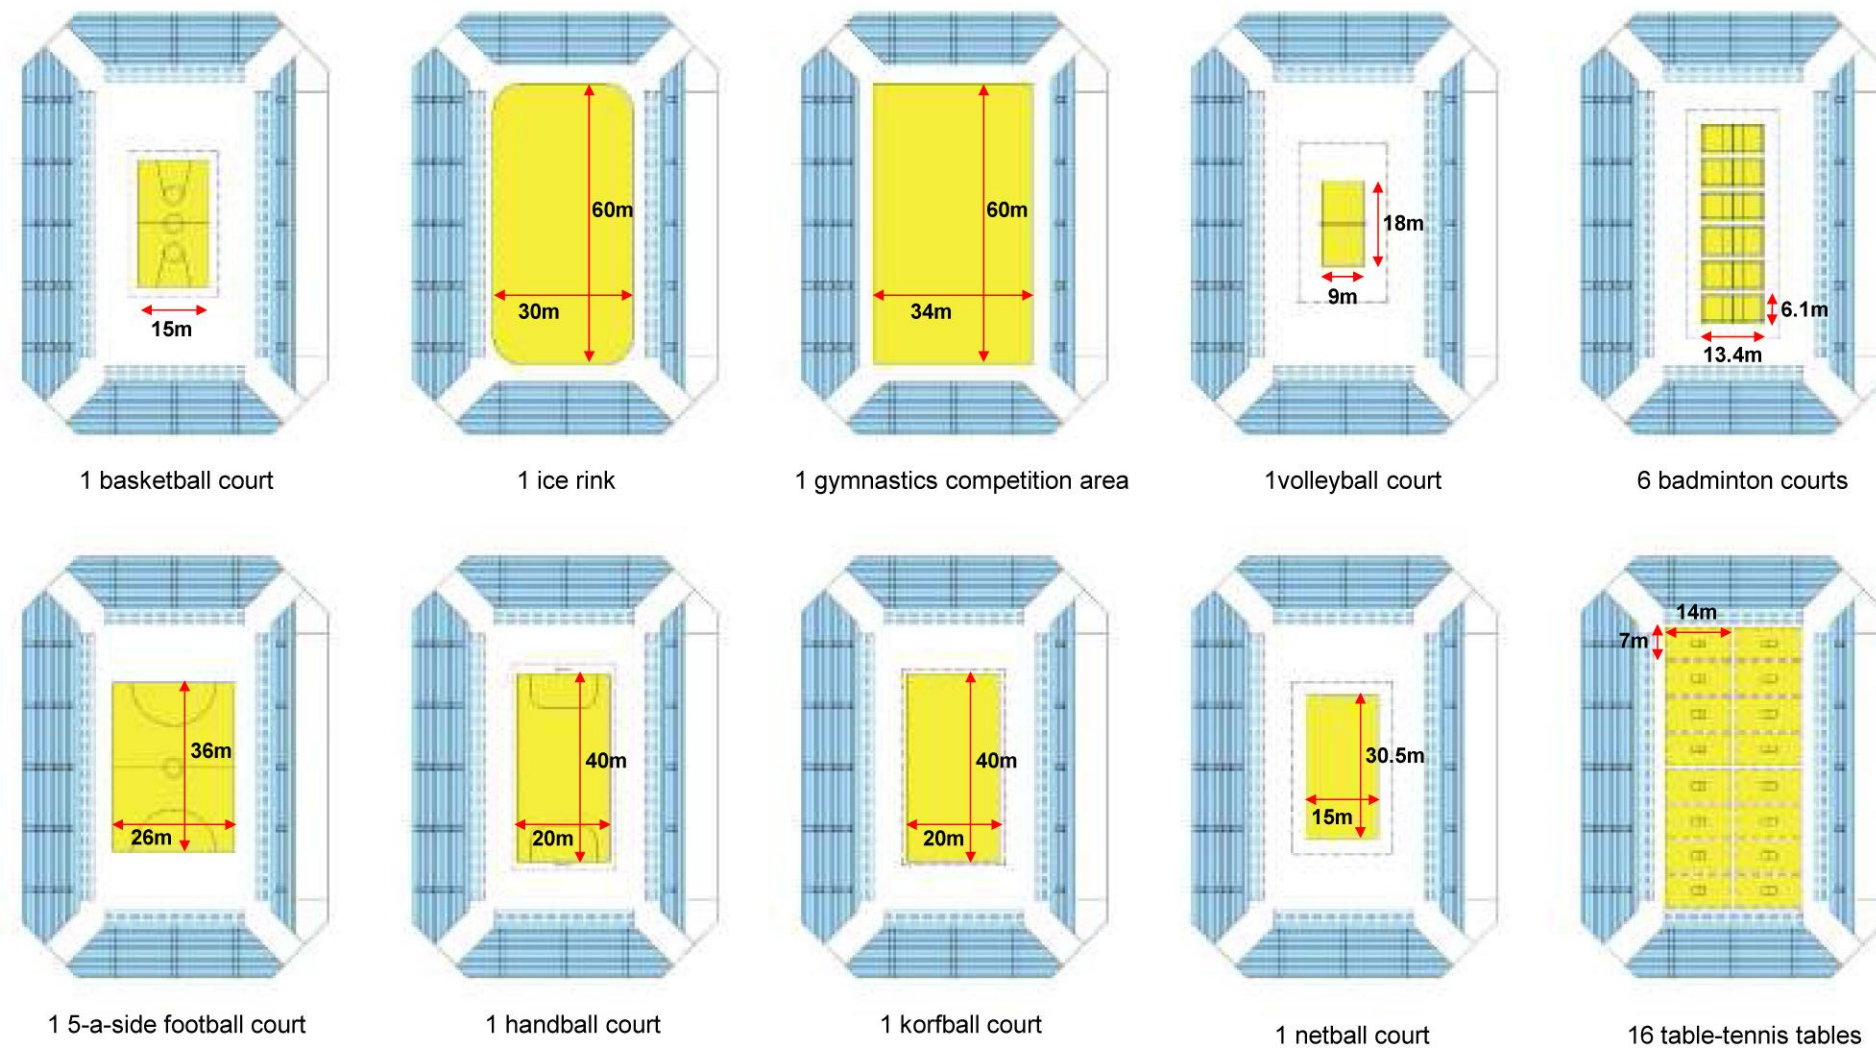 15m
60m
30m
60m
34m
18m
9m
6.1m
13.4m
1 basketball court
1 ice rink
1 gymnastics competition area
1volleyball court
6 badminton courts
36m
26m
40m
20m
40m
20m
30.5m
15m
14m
7m
1 5-a-side football court
1 handball court
1 korfball court
1 netball court
16 table-tennis tables